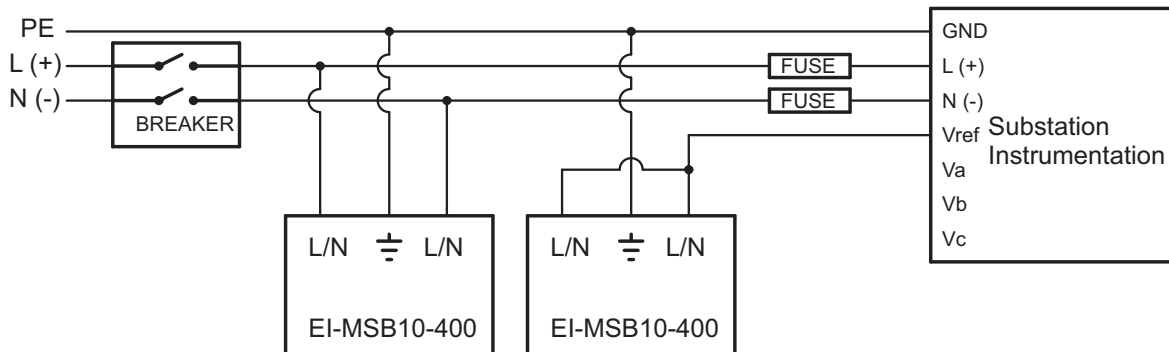 PE
L (+)
N (-)
BREAKER
FUSE
FUSE
GND
L (+)
N (-)
Vref
Va
Vb
Vc
Substation
Instrumentation
L/N
L/N
EI-MSB10-400
L/N
L/N
EI-MSB10-400